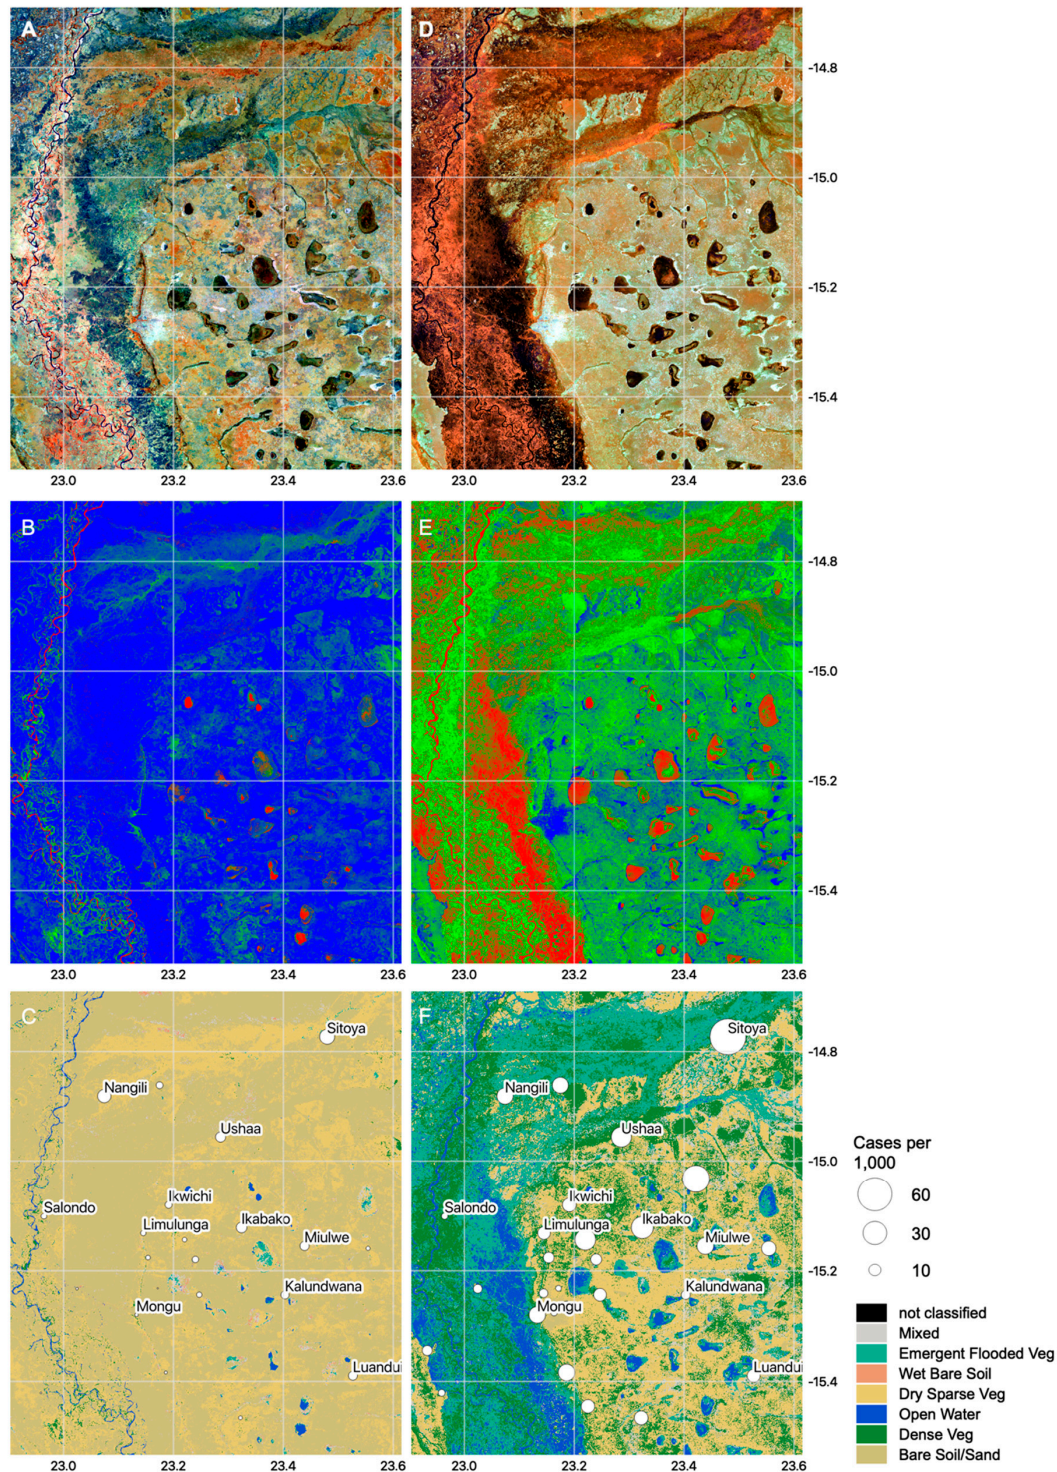 A
D
-14.8
-15.0
-15.2
-15.4
23.0
23.2
23.4
23.6
23.0
23.2
23.4
23.6
B
E
-14.8
-15.0
-15.2
-15.4
23.0
23.2
23.4
23.6
23.0
23.2
23.4
23.6
C
Sitoya
Nangili
Ushaa
Ikwichi
Salondo
Limulunga
Ikabako
Miulwe
Kalundwana
Mongu
Luandui
F
Sitoya
Nangili
Ushaa
Ikwichi
Salondo
Limulunga
Ikabako
Miulwe
Kalundwana
Mongu
Luandui
-14.8
-15.0
-15.2
-15.4
23.0
23.2
23.4
23.6
23.0
23.2
23.4
23.6
Cases per
1,000
60
30
10
not classified
Mixed
Emergent Flooded Veg
Wet Bare Soil
Dry Sparse Veg
Open Water
Dense Veg
Bare Soil/Sand